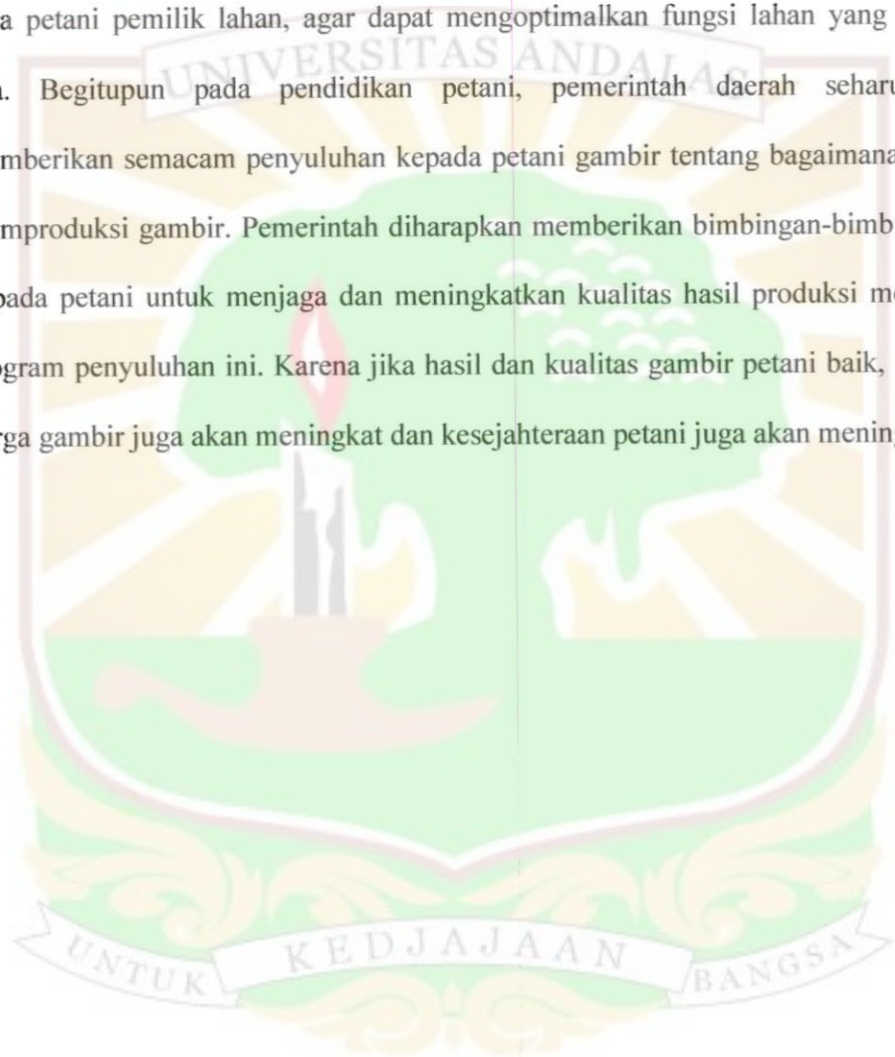 a petani pemilik lahan, agar dapat mengoptimalkan fungsi lahan yang
UNIVERSITAS ANDALAS
Begitupun pada pendidikan petani, pemerintah daerah seharu
mberikan semacam penyuluhan kepada petani gambir tentang bagaimana
mproduksi gambir. Pemerintah diharapkan memberikan bimbingan-bimb
pada petani untuk menjaga dan meningkatkan kualitas hasil produksi me
gram penyuluhan ini. Karena jika hasil dan kualitas gambir petani baik,
rga gambir juga akan meningkat dan kesejahteraan petani juga akan mening
UNTUK KEDJAJAAN BANGSA